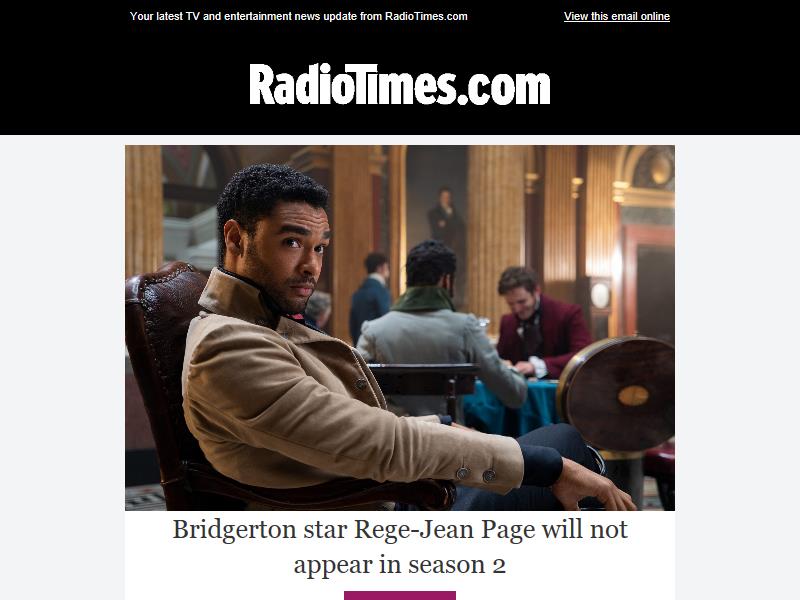 Your latest TV and entertainment news update from RadioTimes.com
View this email online
RadioTimes.com
Bridgerton star Rege-Jean Page will not
appear in season 2